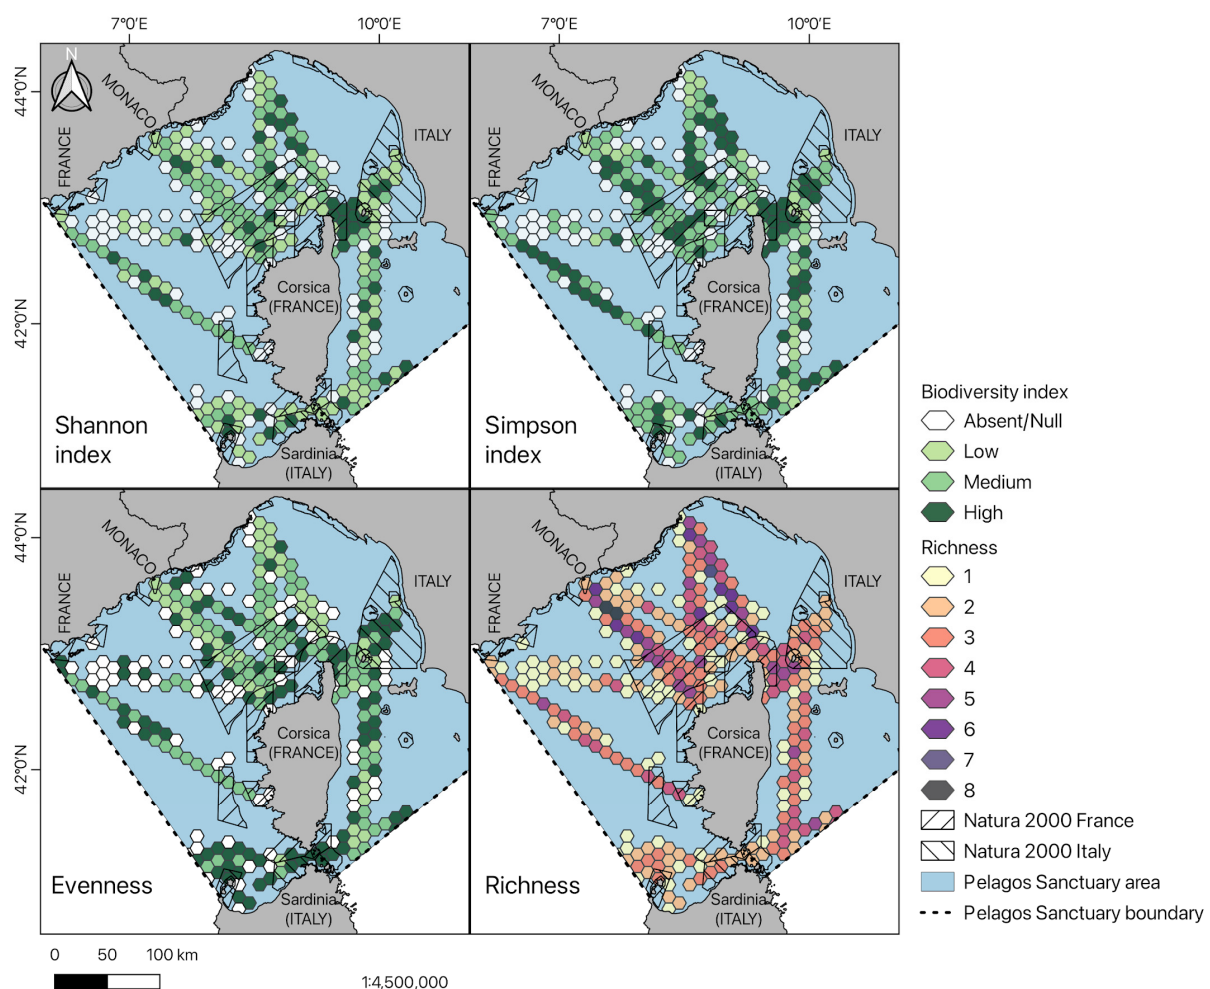 7°0'E
10°0'E
7°0'E
10°0'E
44°0'N
42°0'N
N
MONACO
FRANCE
ITALY
Corsica
(FRANCE)
Shannon
index
Sardinia
(ITALY)
MONACO
FRANCE
ITALY
Corsica
(FRANCE)
Simpson
index
Sardinia
(ITALY)
44°0'N
42°0'N
MONACO
FRANCE
ITALY
Corsica
(FRANCE)
Evenness
Sardinia
(ITALY)
MONACO
FRANCE
ITALY
Corsica
(FRANCE)
Richness
Sardinia
(ITALY)
Biodiversity index
Absent/Null
Low
Medium
High
Richness
1
2
3
4
5
6
7
8
Natura 2000 France
Natura 2000 Italy
Pelagos Sanctuary area
Pelagos Sanctuary boundary
0 50 100 km
1:4,500,000